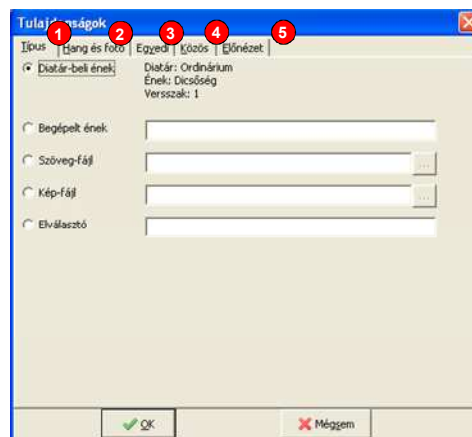 Tulajdonságok
1 2 3 4 5
Típus Hang és fotó Egyedi Közös Előnézet
Diatár-beli ének
Diatár: Ordinárium
Ének: Dicsőség
Versszak: 1
Begépelt ének
Szöveg-fájl ...
Kép-fájl ...
Elválasztó
OK Mégsem